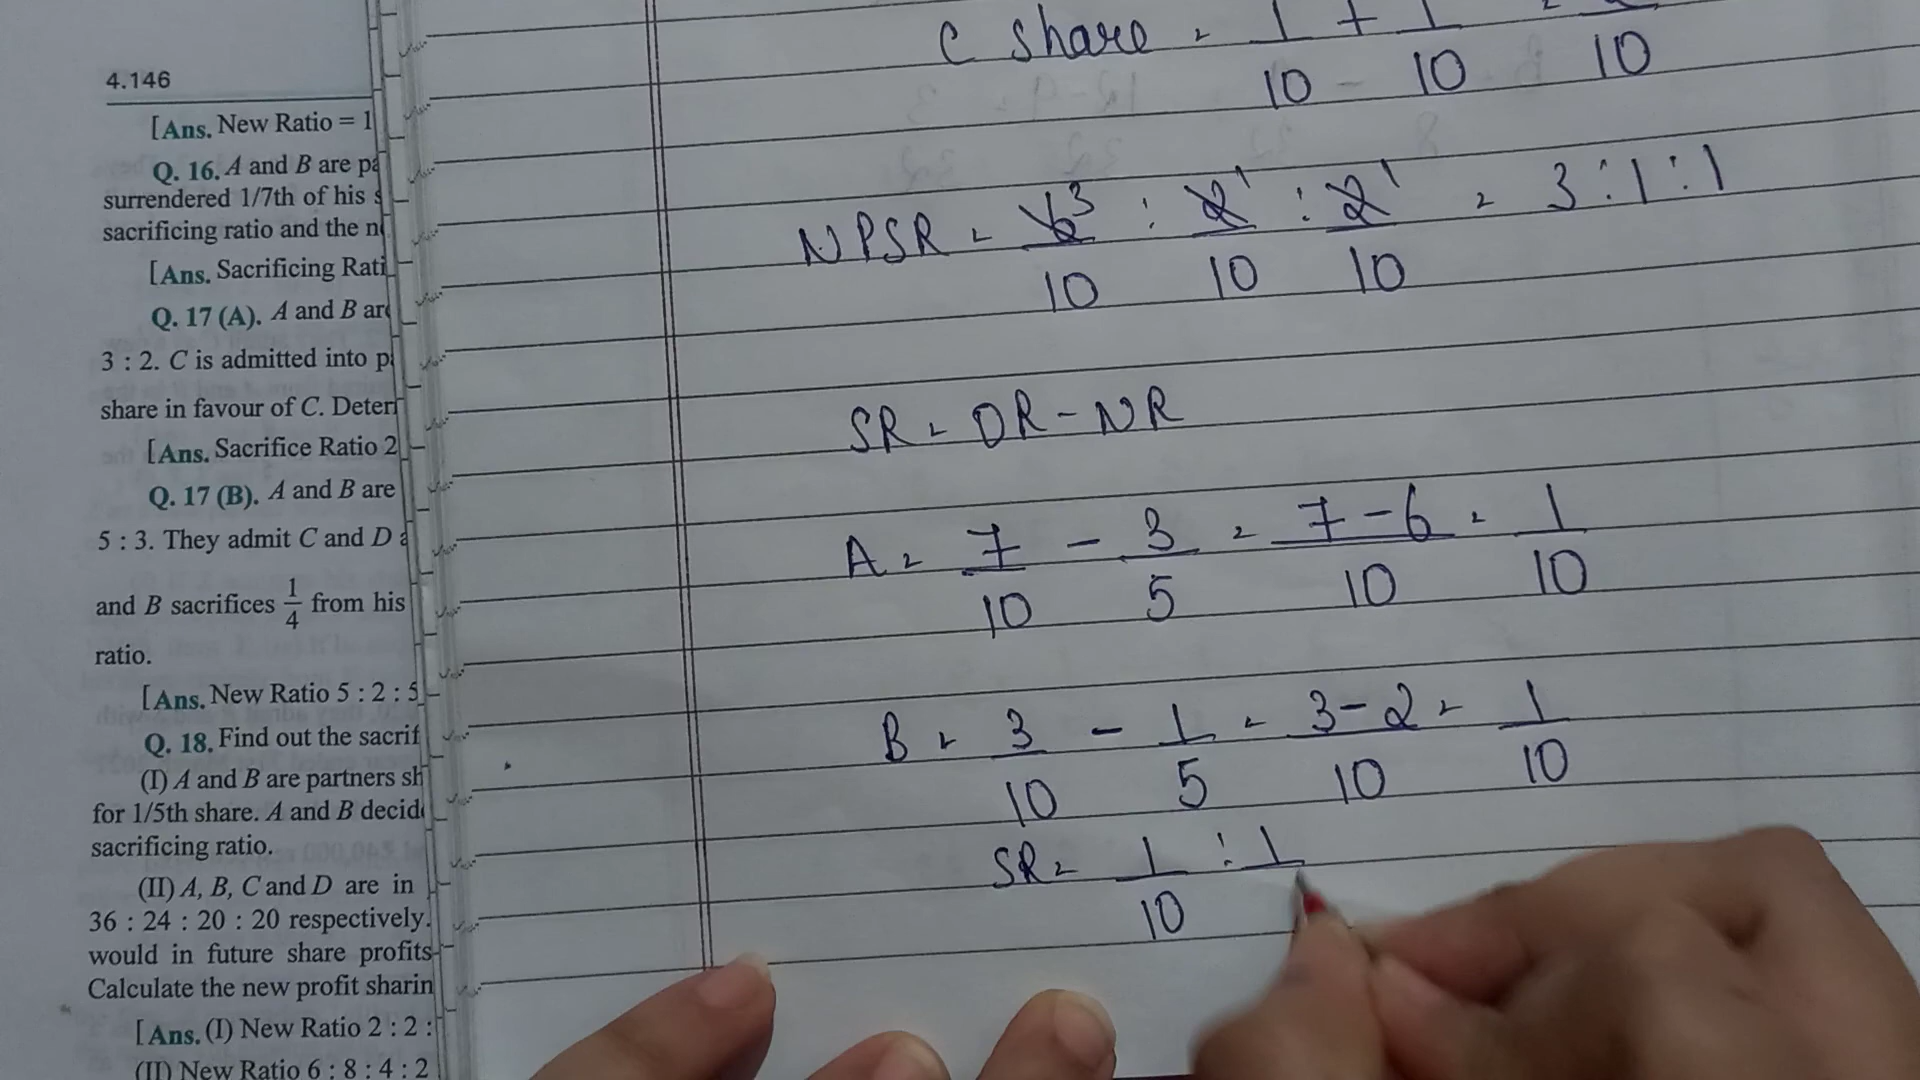 4.146
[Ans. New Ratio = 1
Q. 16. A and B are pa
surrendered 1/7th of his s
sacrificing ratio and the n
[Ans. Sacrificing Rati
Q. 17 (A). A and B are
3 : 2. C is admitted into pa
share in favour of C. Deter
[Ans. Sacrifice Ratio 2
Q. 17 (B). A and B are
5 : 3. They admit C and D a
and B sacrifices 1/4 from his
ratio.
[Ans. New Ratio 5 : 2 : 5
Q. 18. Find out the sacrif
(I) A and B are partners sh
for 1/5th share. A and B decid
sacrificing ratio.
(II) A, B, C and D are in
36 : 24 : 20 : 20 respectively.
would in future share profits
Calculate the new profit sharin
[Ans. (I) New Ratio 2 : 2 :
(II) New Ratio 6 : 8 : 4 : 2
C share = 1/10 + 1/10 = 2/10
NPSR = 6 3/10 : 2 1/10 : 2 1/10 = 3 : 1 : 1
SR = OR - NR
A = 7/10 - 3/5 = 7-6/10 = 1/10
B = 3/10 - 1/5 = 3-2/10 = 1/10
SR = 1/10 : 1